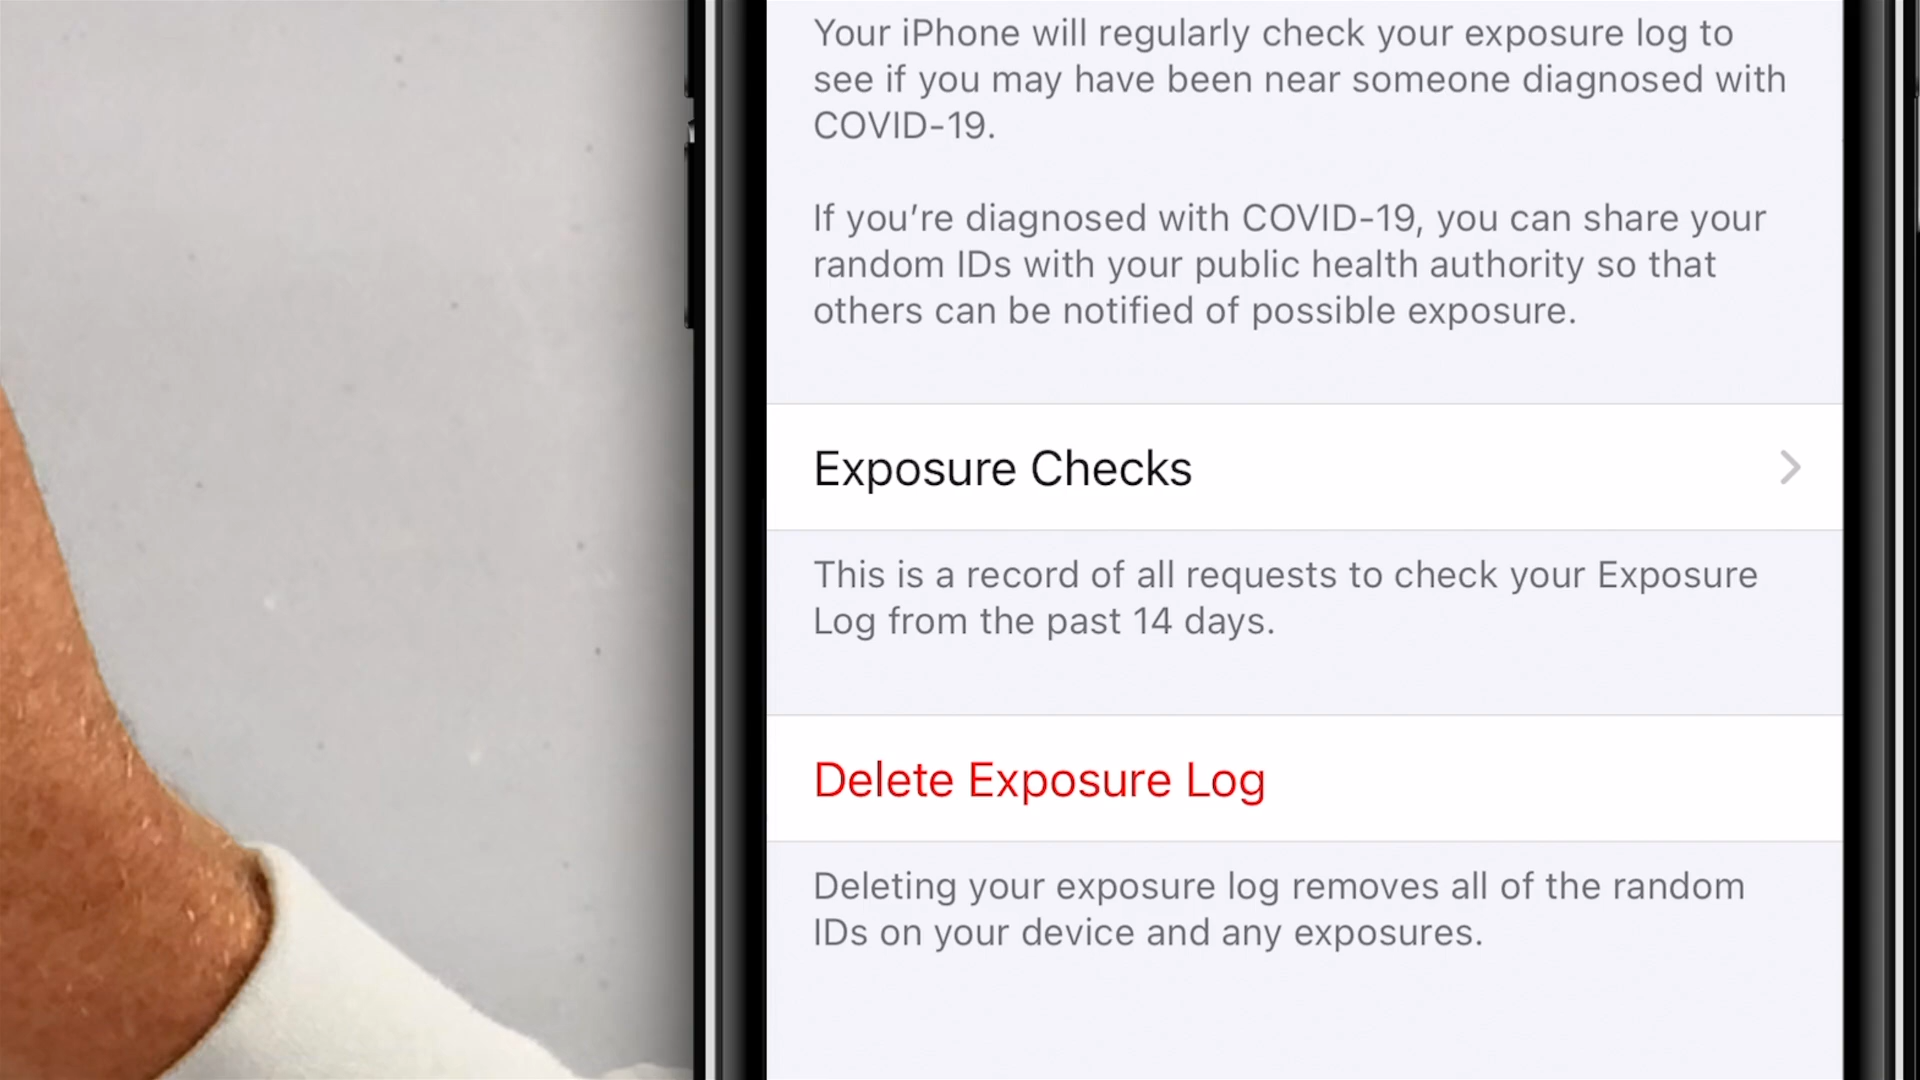 Your iPhone will regularly check your exposure log to
see if you may have been near someone diagnosed with
COVID-19.
If you’re diagnosed with COVID-19, you can share your
random IDs with your public health authority so that
others can be notified of possible exposure.
Exposure Checks
This is a record of all requests to check your Exposure
Log from the past 14 days.
Delete Exposure Log
Deleting your exposure log removes all of the random
IDs on your device and any exposures.